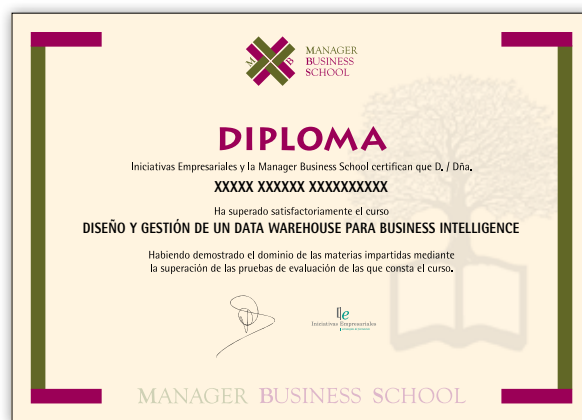 M B
MANAGER
BUSINESS
SCHOOL
DIPLOMA
Iniciativas Empresariales y la Manager Business School certifican que D. / Dña.
XXXXX XXXXXX XXXXXXXXXX
Ha superado satisfactoriamente el curso
DISEÑO Y GESTIÓN DE UN DATA WAREHOUSE PARA BUSINESS INTELLIGENCE
Habiendo demostrado el dominio de las materias impartidas mediante
la superación de las pruebas de evaluación de las que consta el curso.
Iniciativas Empresariales
MANAGER BUSINESS SCHOOL